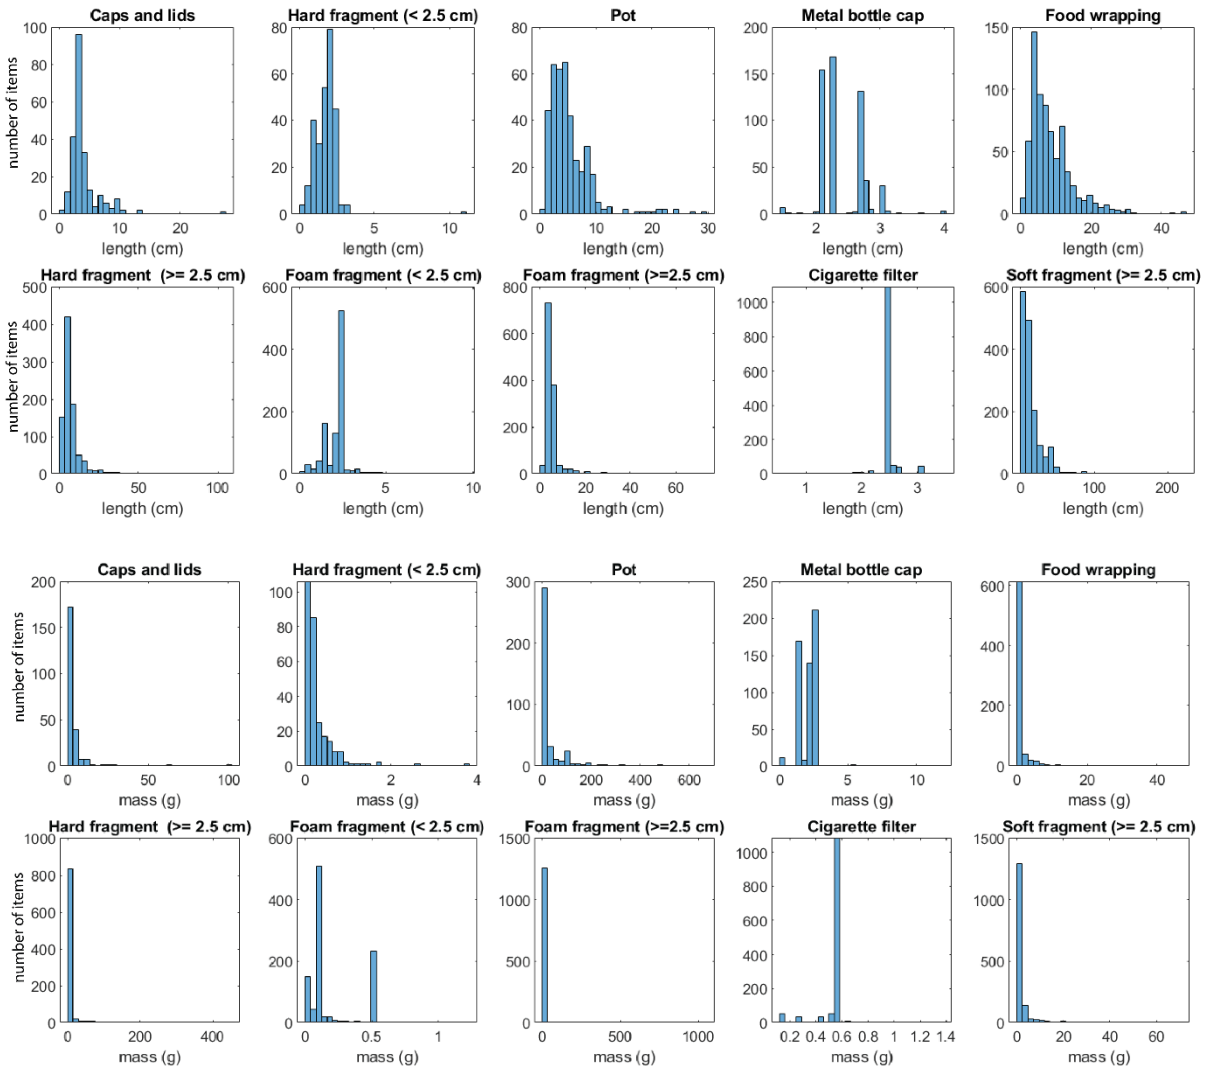 Caps and lids
Hard fragment (< 2.5 cm)
Pot
Metal bottle cap
Food wrapping
100
80
60
40
20
0
number of items
0 10 20
length (cm)
80
60
40
20
0
0 5 10
length (cm)
80
60
40
20
0
0 10 20 30
length (cm)
200
150
100
50
0
2 3 4
length (cm)
150
100
50
0
0 20 40
length (cm)
Hard fragment (>= 2.5 cm)
Foam fragment (< 2.5 cm)
Foam fragment (>=2.5 cm)
Cigarette filter
Soft fragment (>= 2.5 cm)
500
400
300
200
100
0
number of items
0 50 100
length (cm)
600
400
200
0
0 5 10
length (cm)
800
600
400
200
0
0 20 40 60
length (cm)
1000
800
600
400
200
0
1 2 3
length (cm)
600
400
200
0
0 100 200
length (cm)
Caps and lids
Hard fragment (< 2.5 cm)
Pot
Metal bottle cap
Food wrapping
200
150
100
50
0
number of items
0 50 100
mass (g)
100
80
60
40
20
0
0 2 4
mass (g)
300
200
100
0
0 200 400 600
mass (g)
250
200
150
100
50
0
0 5 10
mass (g)
600
400
200
0
0 20 40
mass (g)
Hard fragment (>= 2.5 cm)
Foam fragment (< 2.5 cm)
Foam fragment (>=2.5 cm)
Cigarette filter
Soft fragment (>= 2.5 cm)
1000
800
600
400
200
0
number of items
0 200 400
mass (g)
600
400
200
0
0 0.5 1
mass (g)
1500
1000
500
0
0 500 1000
mass (g)
1000
800
600
400
200
0
0.2 0.4 0.6 0.8 1 1.2 1.4
mass (g)
1500
1000
500
0
0 20 40 60
mass (g)